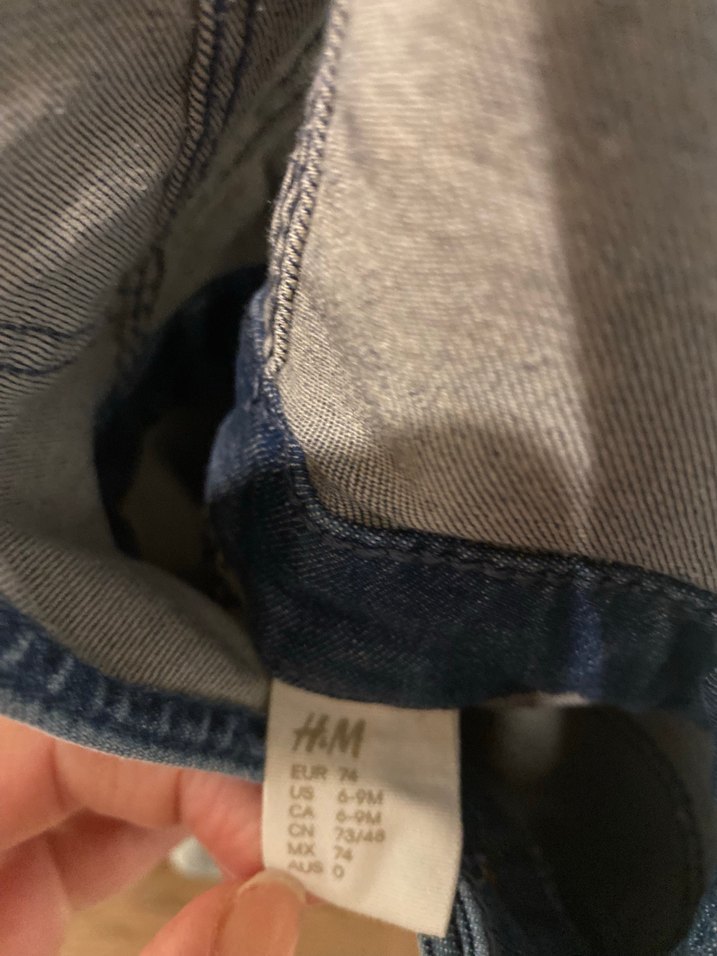 H&M
EUR 74
US 6-9M
CA 6-9M
CN 73/48
MX 74
AUS 0